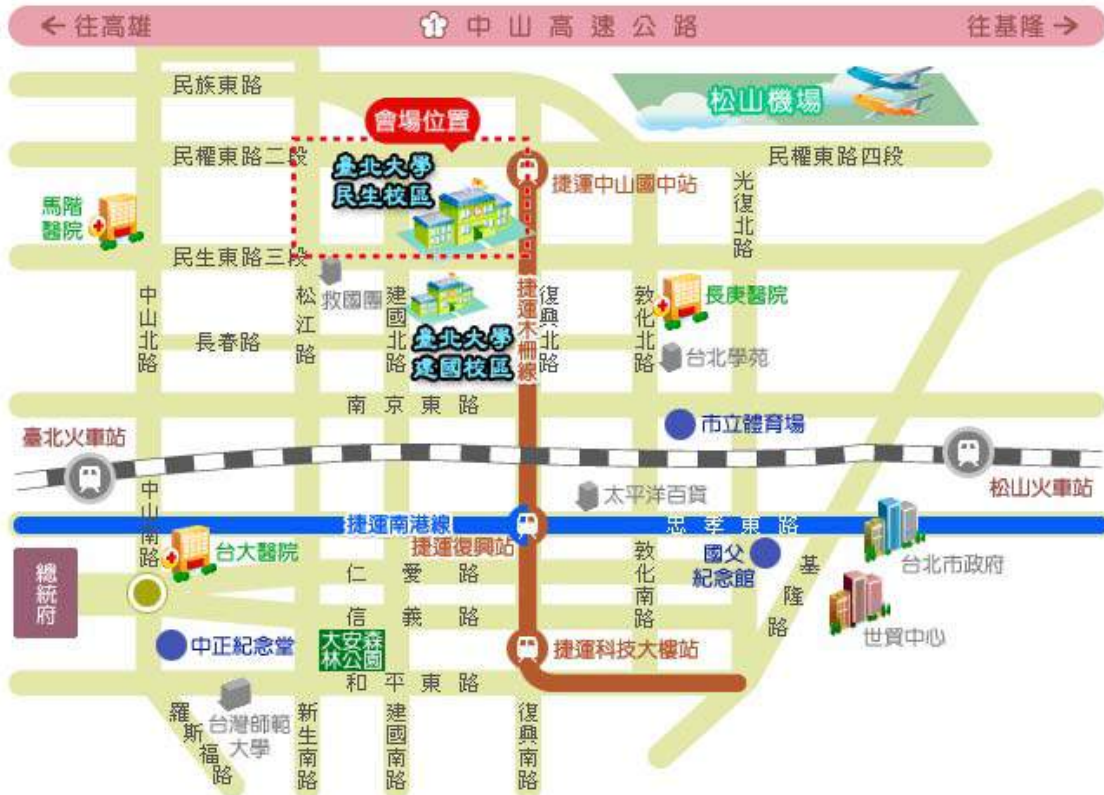 往高雄
1 中山高速公路
往基隆
民族東路
松山機場
會場位置
民權東路二段
臺北大學
民生校區
捷運中山國中站
民權東路四段
馬階
醫院
光復北路
民生東路三段
救國團
中山北路
松江路
建國北路
捷運木柵線
復興北路
敦化北路
長庚醫院
長春路
臺北大學
建國校區
台北學苑
南京東路
市立體育場
臺北火車站
松山火車站
太平洋百貨
中山南路
捷運南港線
忠孝東路
捷運復興站
台大醫院
國父
紀念館
台北市政府
總統府
仁愛路
敦化南路
基隆路
信義路
世貿中心
中正紀念堂
大安森
林公園
捷運科技大樓站
和平東路
台灣師範
大學
羅斯福路
新生南路
建國南路
復興南路